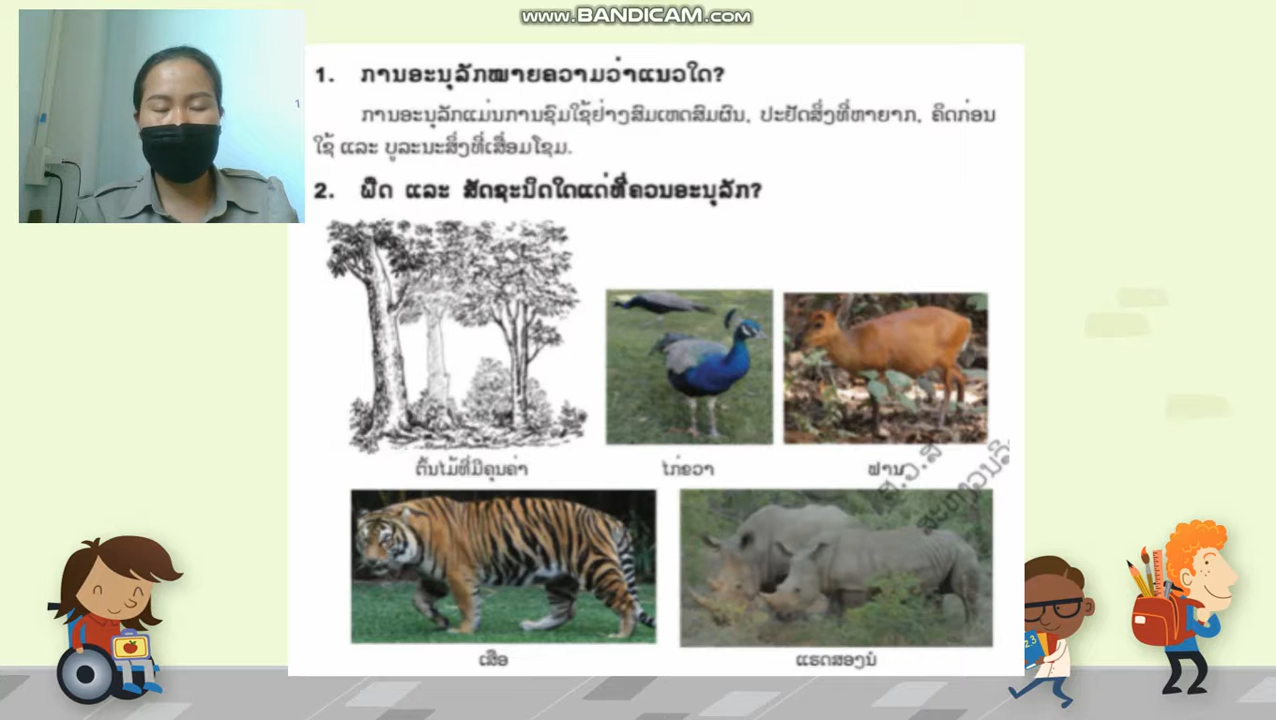 www.BANDICAM.com
1. ການອະນຸລັກໝາຍຄວາມວ່າແນວໃດ?
ການອະນຸລັກແມ່ນການຊົມໃຊ້ຢ່າງສົມເຫດສົມຜົນ, ປະຢັດສິ່ງທີ່ຫາຍາກ, ຄິດກ່ອນ
ໃຊ້ ແລະ ບູລະນະສິ່ງທີ່ເສື່ອມໂຊມ.
2. ພືດ ແລະ ສັດຊະນິດໃດແດ່ທີ່ຄວນອະນຸລັກ?
ຕົ້ນໄມ້ທີ່ມີຄຸນຄ່າ
ໄກ່ຂວາ
ຟານ
ເສືອ
ແຮດສອງນໍ
2.3